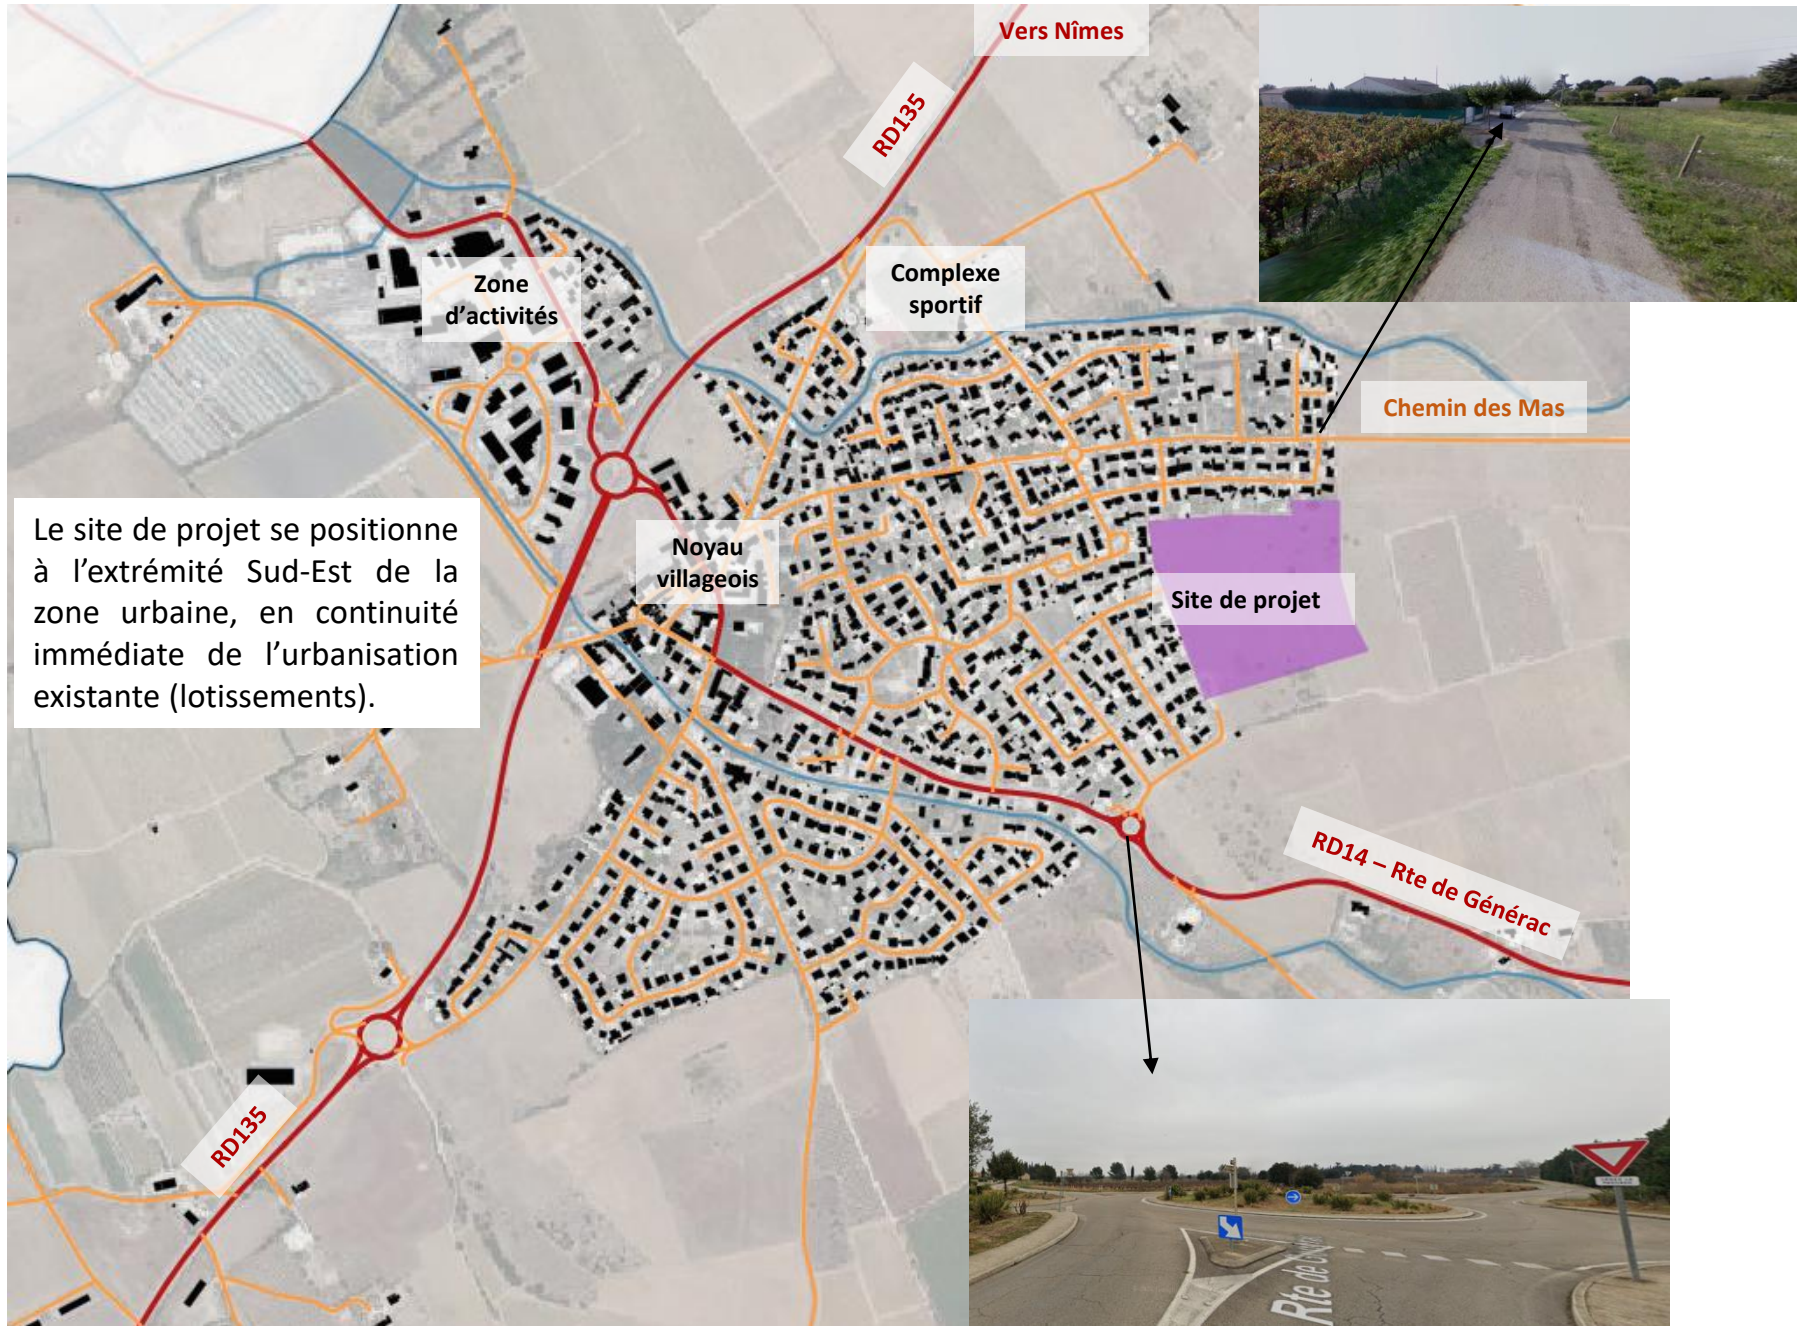 Vers Nîmes
RD135
Complexe
sportif
Zone
d'activités
Chemin des Mas
Le site de projet se positionne
à l'extrémité Sud-Est de la
zone urbaine, en continuité
immédiate de l'urbanisation
existante (lotissements).
Noyau
villageois
Site de projet
RD14 – Rte de Générac
RD135
Rte de